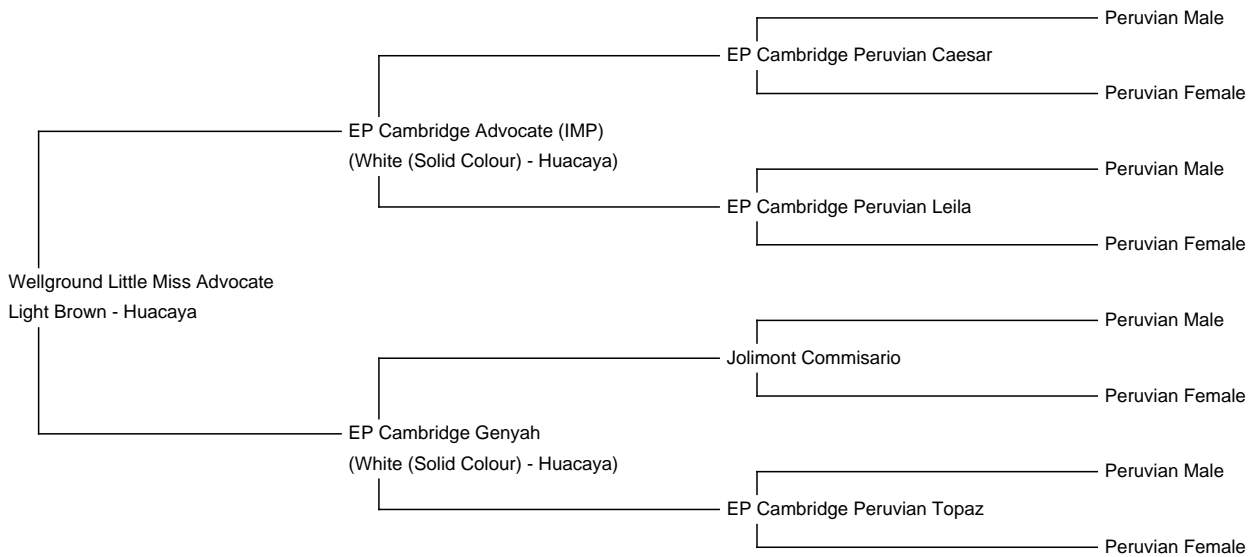 Peruvian Male
EP Cambridge Peruvian Caesar
Peruvian Female
EP Cambridge Advocate (IMP)
(White (Solid Colour) - Huacaya)
Peruvian Male
EP Cambridge Peruvian Leila
Peruvian Female
Wellground Little Miss Advocate
Light Brown - Huacaya
Peruvian Male
Jolimont Commisario
Peruvian Female
EP Cambridge Genyah
(White (Solid Colour) - Huacaya)
Peruvian Male
EP Cambridge Peruvian Topaz
Peruvian Female